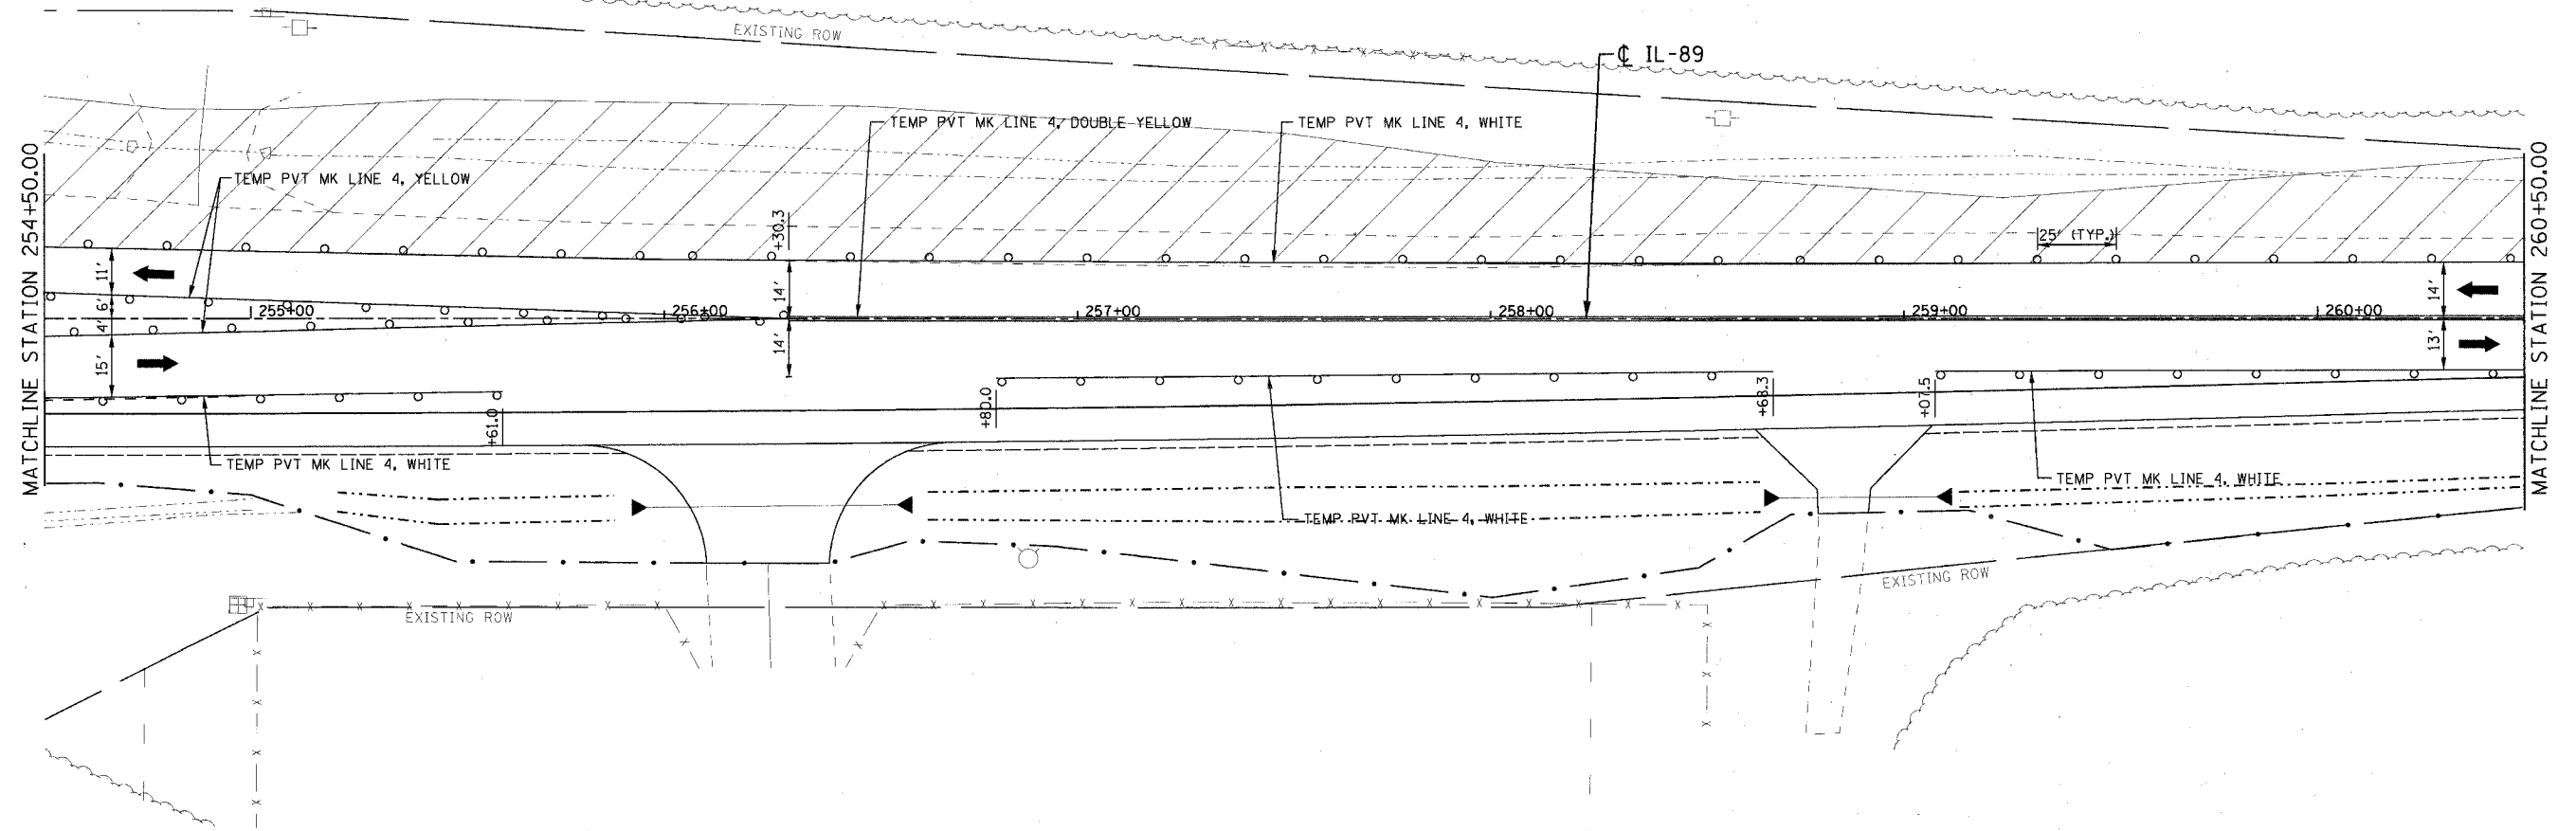 EXISTING ROW
℄ IL-89
TEMP PVT MK LINE 4, DOUBLE YELLOW
TEMP PVT MK LINE 4, WHITE
TEMP PVT MK LINE 4, YELLOW
MATCHLINE STATION 254+50.00
MATCHLINE STATION 260+50.00
+30.3
25' (TYP.)
11'
6'
4'
15'
14'
14'
14'
13'
255+00
256+00
257+00
258+00
259+00
260+00
+61.0
+80.0
+68.3
+07.5
TEMP PVT MK LINE 4, WHITE
TEMP PVT MK LINE 4, WHITE
TEMP PVT MK LINE 4, WHITE
EXISTING ROW
EXISTING ROW